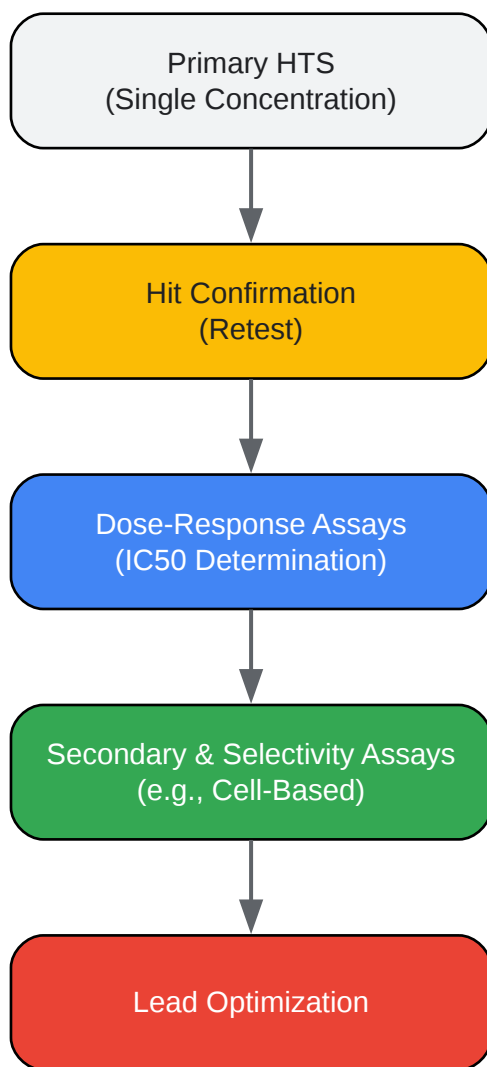 Primary HTS
(Single Concentration)
Hit Confirmation
(Retest)
Dose-Response Assays
(IC50 Determination)
Secondary & Selectivity Assays
(e.g., Cell-Based)
Lead Optimization